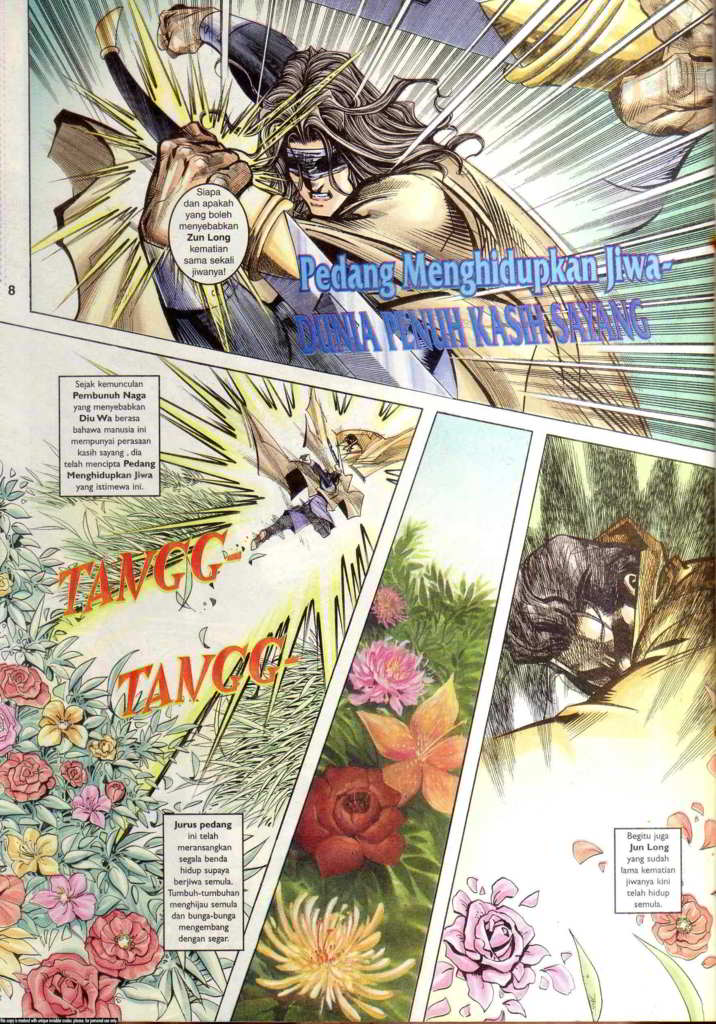 Siapa
dan apakah
yang boleh
menyebabkan
Zun Long
kematian
sama sekali
jiwanya!
Pedang Menghidupkan Jiwa-
DUNIA PENUH KASIH SAYANG
8
Sejak kemunculan
Pembunuh Naga
yang menyebabkan
Diu Wa berasa
bahawa manusia ini
mempunyai perasaan
kasih sayang , dia
telah mencipta Pedang
Menghidupkan Jiwa
yang istimewa ini.
TANGG-
TANGG-
Jurus pedang
ini telah
meransangkan
segala benda
hidup supaya
berjiwa semula.
Tumbuh-tumbuhan
menghijau semula
dan bunga-bunga
mengembang
dengan segar.
Begitu juga
Jun Long
yang sudah
lama kematian
jiwanya kini
telah hidup
semula.